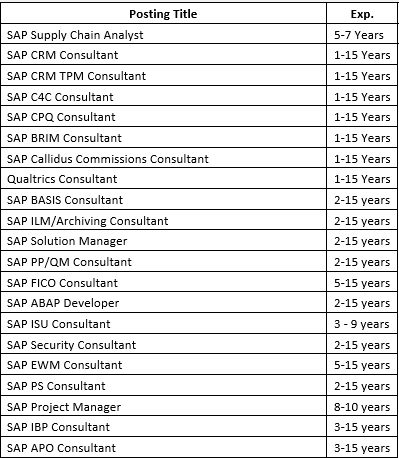 Posting Title Exp.
SAP Supply Chain Analyst 5-7 Years
SAP CRM Consultant 1-15 Years
SAP CRM TPM Consultant 1-15 Years
SAP C4C Consultant 1-15 Years
SAP CPQ Consultant 1-15 Years
SAP BRIM Consultant 1-15 Years
SAP Callidus Commissions Consultant 1-15 Years
Qualtrics Consultant 1-15 Years
SAP BASIS Consultant 2-15 years
SAP ILM/Archiving Consultant 2-15 years
SAP Solution Manager 2-15 years
SAP PP/QM Consultant 2-15 years
SAP FICO Consultant 5-15 years
SAP ABAP Developer 2-15 years
SAP ISU Consultant 3 - 9 years
SAP Security Consultant 2-15 years
SAP EWM Consultant 5-15 years
SAP PS Consultant 2-15 years
SAP Project Manager 8-10 years
SAP IBP Consultant 3-15 years
SAP APO Consultant 3-15 years